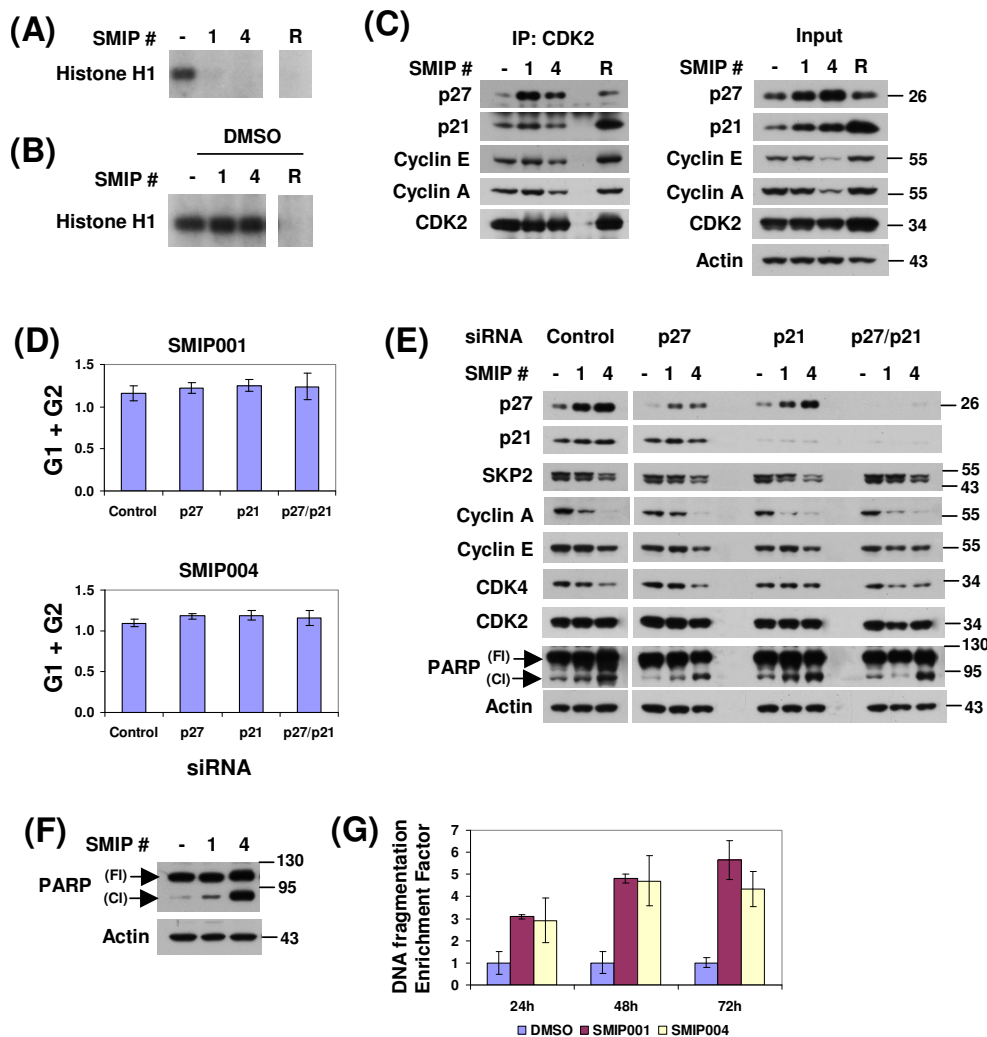 (A)
SMIP # - 1 4 R
Histone H1
(B)
DMSO
SMIP # - 1 4 R
Histone H1
(C)
IP: CDK2
SMIP # - 1 4 R
p27
p21
Cyclin E
Cyclin A
CDK2
Input
SMIP # - 1 4 R
p27 26
p21
Cyclin E 55
Cyclin A 55
CDK2 34
Actin 43
(D)
SMIP001
G1 + G2
1.5
1.0
0.5
0.0
Control p27 p21 p27/p21
SMIP004
G1 + G2
1.5
1.0
0.5
0.0
Control p27 p21 p27/p21
siRNA
(E)
siRNA Control p27 p21 p27/p21
SMIP # - 1 4 - 1 4 - 1 4 - 1 4
p27 26
p21
SKP2 55
43
Cyclin A 55
Cyclin E 55
CDK4 34
CDK2 34
130
PARP (Fl)
(Cl) 95
Actin 43
(F)
SMIP # - 1 4
130
PARP (Fl)
95
(Cl)
Actin 43
(G)
DNA fragmentation
Enrichment Factor
7
6
5
4
3
2
1
0
24h 48h 72h
DMSO SMIP001 SMIP004